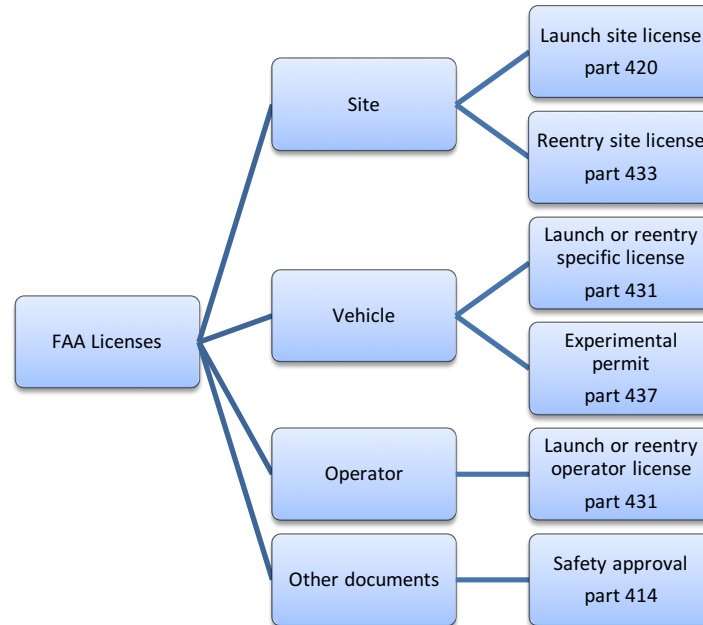 Launch site license
part 420
Site
Reentry site license
part 433
Launch or reentry
specific license
part 431
FAA Licenses
Vehicle
Experimental
permit
part 437
Launch or reentry
operator license
part 431
Operator
Other documents
Safety approval
part 414